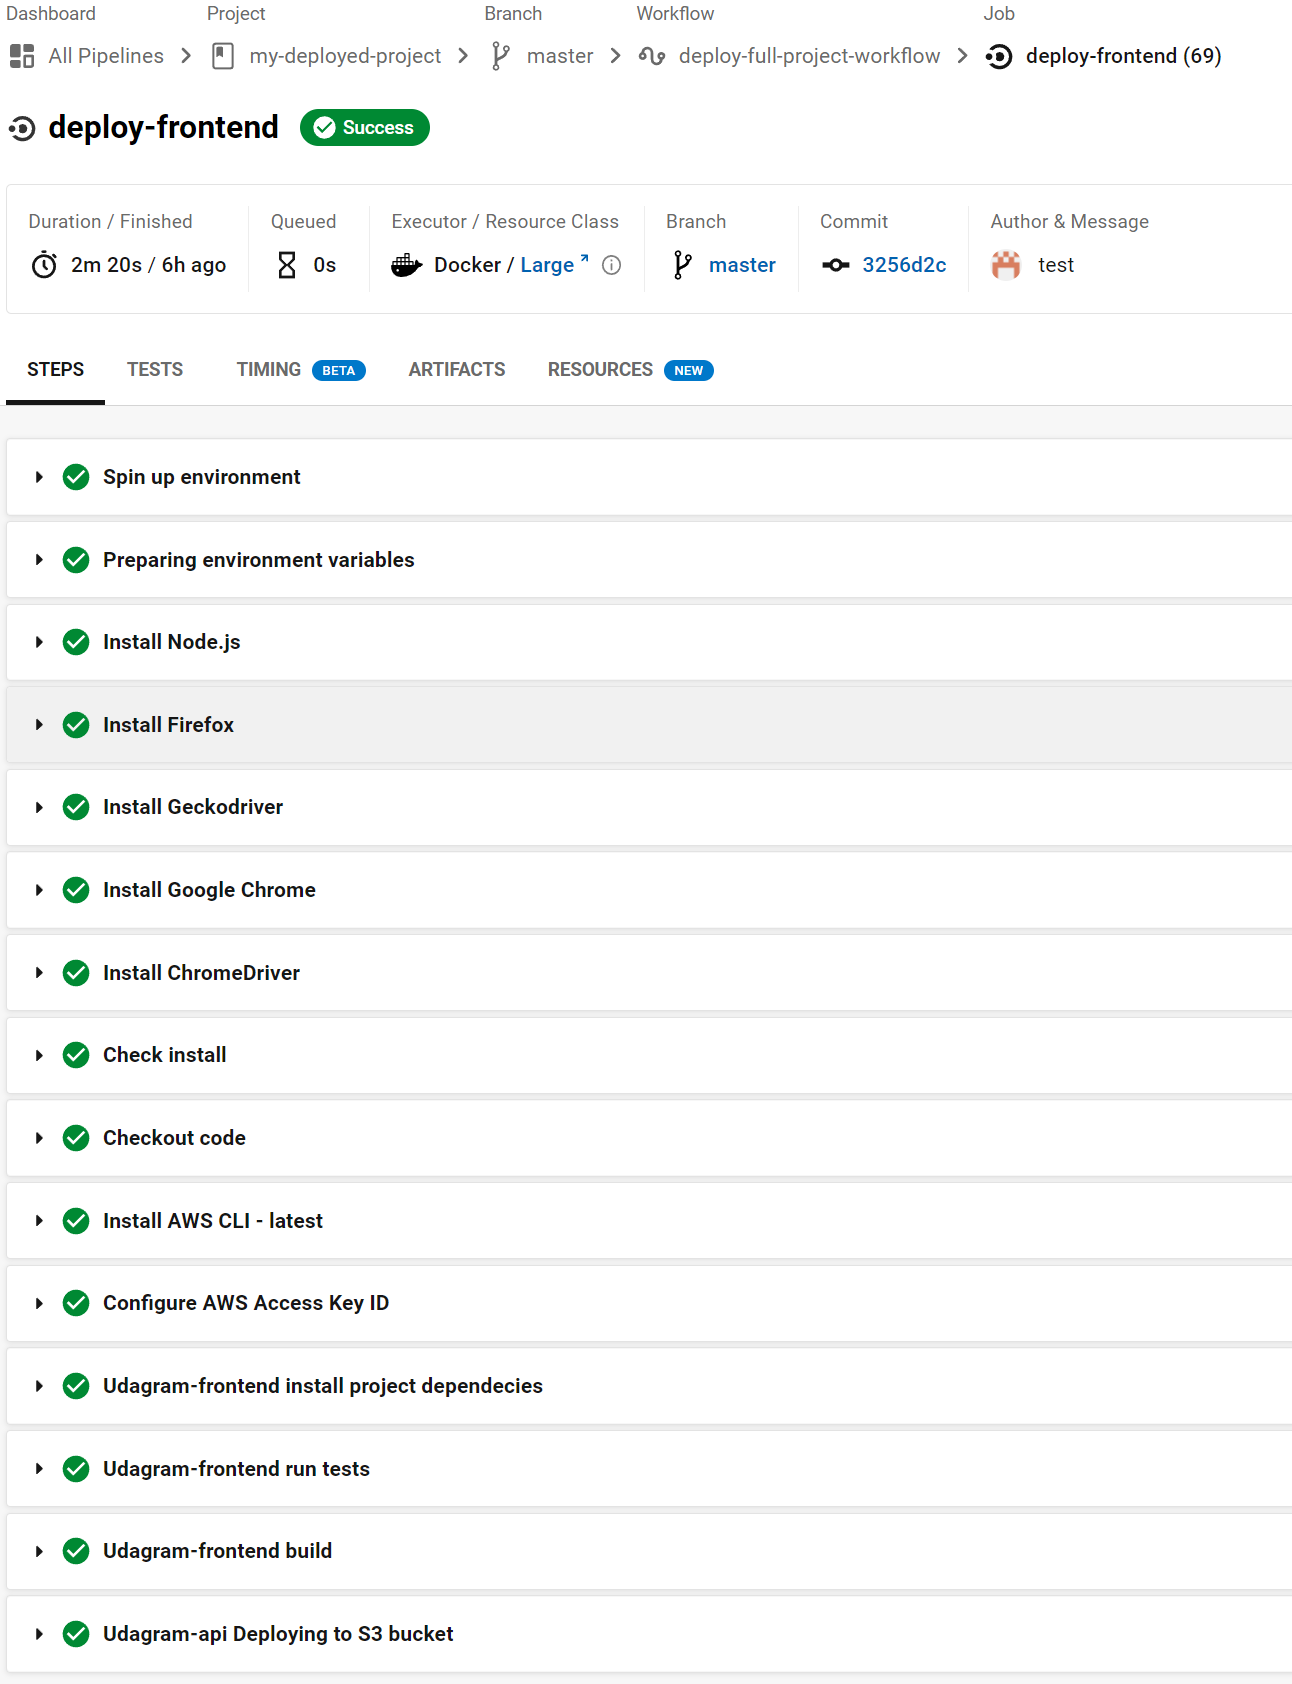 Dashboard Project Branch Workflow Job
All Pipelines my-deployed-project master deploy-full-project-workflow deploy-frontend (69)
deploy-frontend Success
Duration / Finished Queued Executor / Resource Class Branch Commit Author & Message
2m 20s / 6h ago 0s Docker / Large master 3256d2c test
STEPS TESTS TIMING BETA ARTIFACTS RESOURCES NEW
Spin up environment
Preparing environment variables
Install Node.js
Install Firefox
Install Geckodriver
Install Google Chrome
Install ChromeDriver
Check install
Checkout code
Install AWS CLI - latest
Configure AWS Access Key ID
Udagram-frontend install project dependecies
Udagram-frontend run tests
Udagram-frontend build
Udagram-api Deploying to S3 bucket